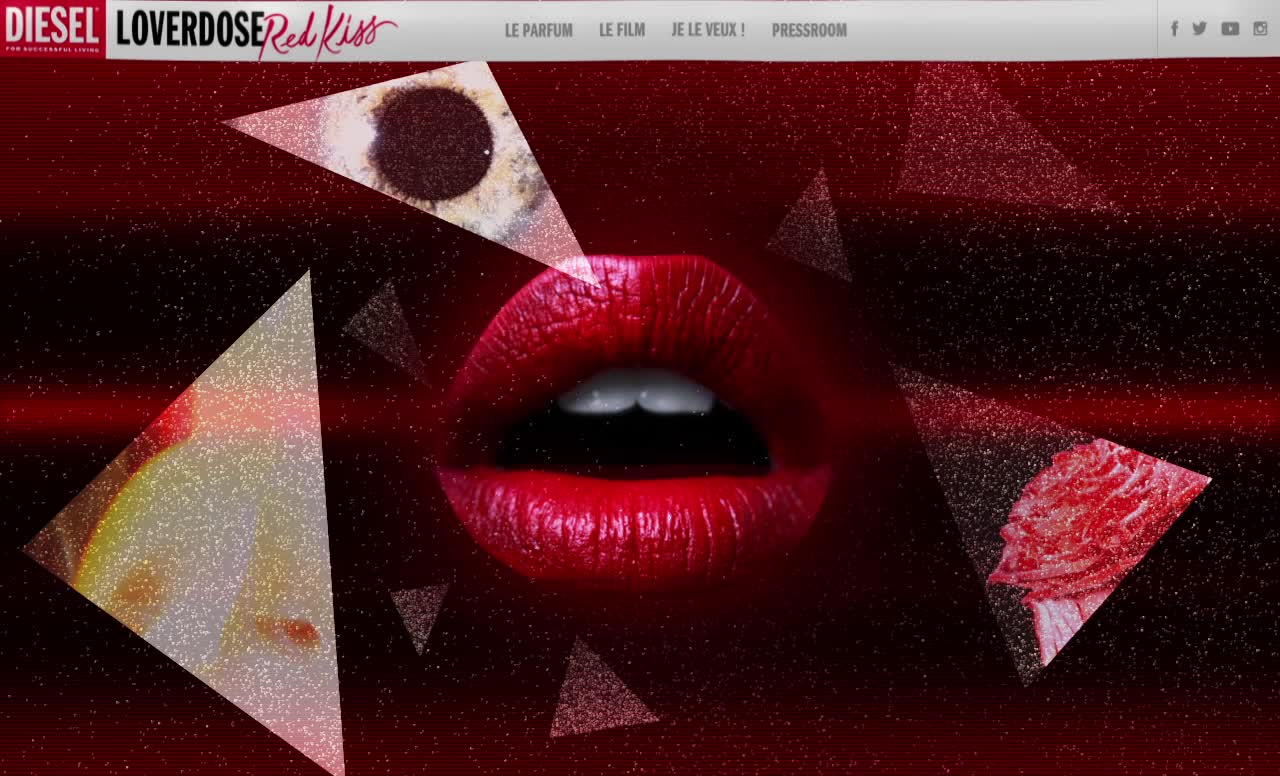 DIESEL
FOR SUCCESSFUL LIVING
LOVERDOSE Red Kiss
LE PARFUM
LE FILM
JE LE VEUX !
PRESSROOM